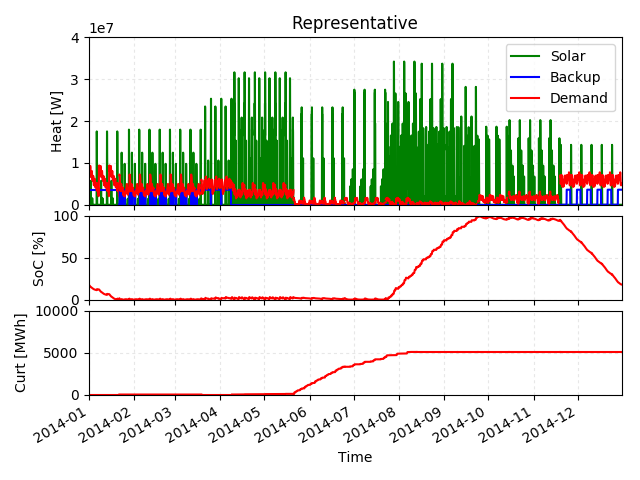 Representative
1e7
Heat [W]
4
3
2
1
0
Solar
Backup
Demand
SoC [%]
100
50
0
Curt [MWh]
10000
5000
0
2014-01
2014-02
2014-03
2014-04
2014-05
2014-06
2014-07
2014-08
2014-09
2014-10
2014-11
2014-12
Time